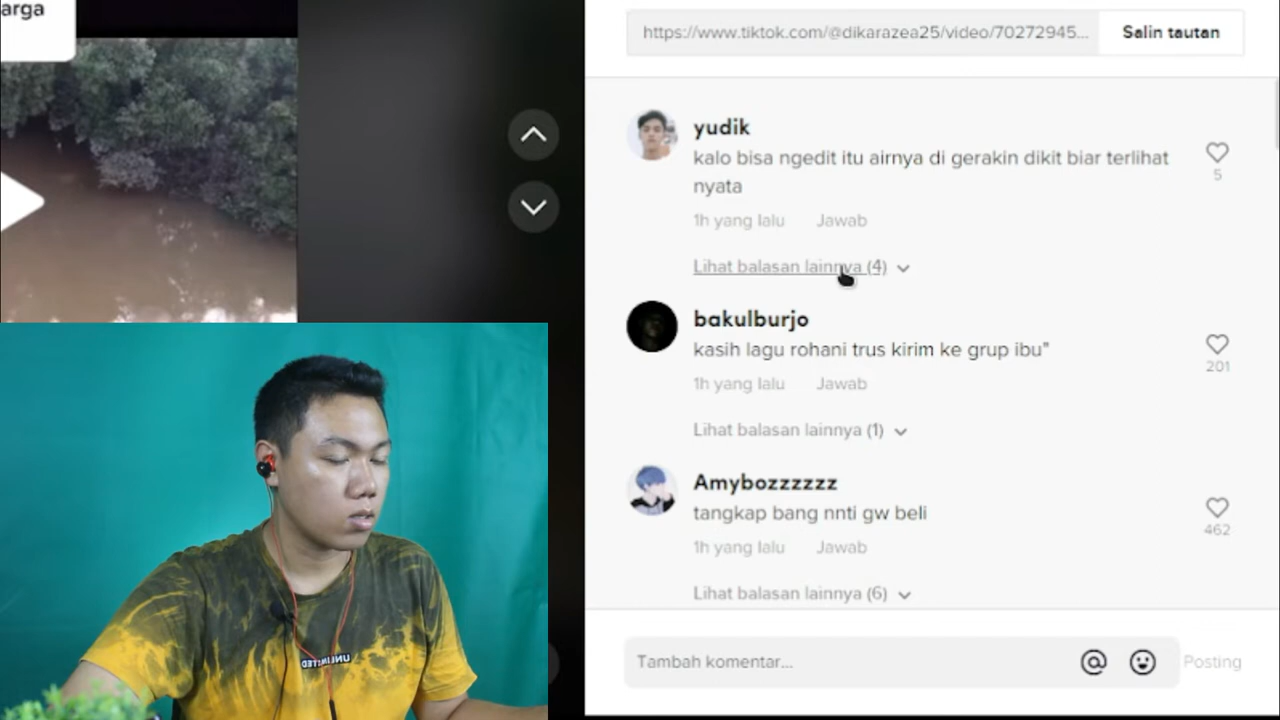 arga
https://www.tiktok.com/@dikarazea25/video/70272945...
Salin tautan
yudik
kalo bisa ngedit itu airnya di gerakin dikit biar terlihat
nyata
5
1h yang lalu Jawab
Lihat balasan lainnya (4)
bakulburjo
kasih lagu rohani trus kirim ke grup ibu"
201
1h yang lalu Jawab
Lihat balasan lainnya (1)
Amybozzzzzz
tangkap bang nnti gw beli
462
1h yang lalu Jawab
Lihat balasan lainnya (6)
Tambah komentar...
@
Posting
UNLIMITED